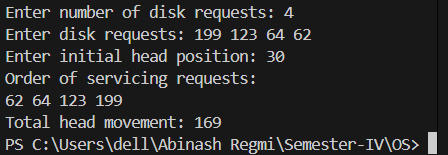 Enter number of disk requests: 4
Enter disk requests: 199 123 64 62
Enter initial head position: 30
Order of servicing requests:
62 64 123 199
Total head movement: 169
PS C:\Users\dell\Abinash Regmi\Semester-IV\OS>